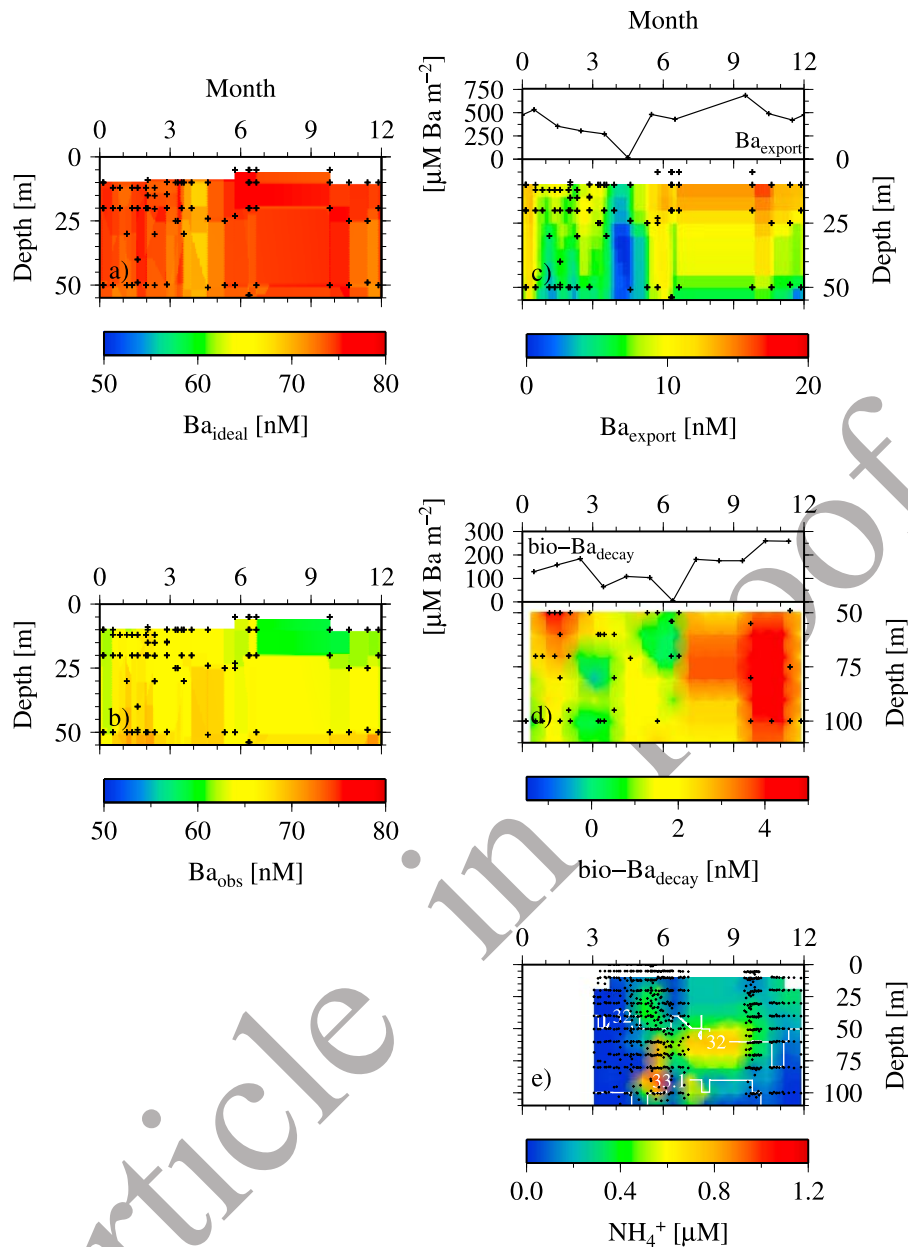 Month
0 3 6 9 12
0
25
50
Depth [m]
a)
50 60 70 80
Ba_ideal [nM]
Month
0 3 6 9 12
750
500
250
0
[µM Ba m⁻²]
Ba_export
0
25
50
Depth [m]
c)
0 10 20
Ba_export [nM]
0 3 6 9 12
0
25
50
Depth [m]
b)
50 60 70 80
Ba_obs [nM]
0 3 6 9 12
300
200
100
0
[µM Ba m⁻²]
bio−Ba_decay
50
75
100
Depth [m]
d)
0 2 4
bio−Ba_decay [nM]
0 3 6 9 12
0
25
50
75
100
Depth [m]
32
32
33
e)
0.0 0.4 0.8 1.2
NH₄⁺ [µM]
rticle in
oof